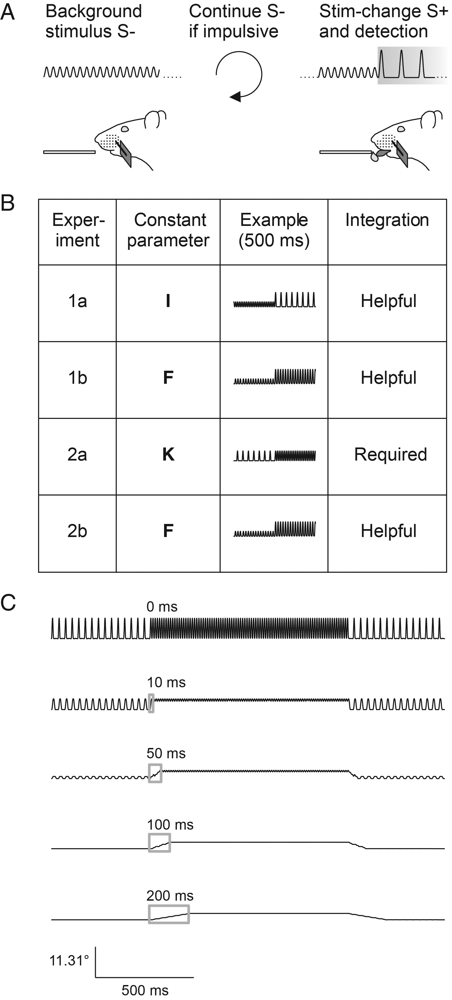 A
Background
stimulus S-
Continue S-
if impulsive
Stim-change S+
and detection
B
Exper-
iment
Constant
parameter
Example
(500 ms)
Integration
1a
I
Helpful
1b
F
Helpful
2a
K
Required
2b
F
Helpful
C
0 ms
10 ms
50 ms
100 ms
200 ms
11.31°
500 ms